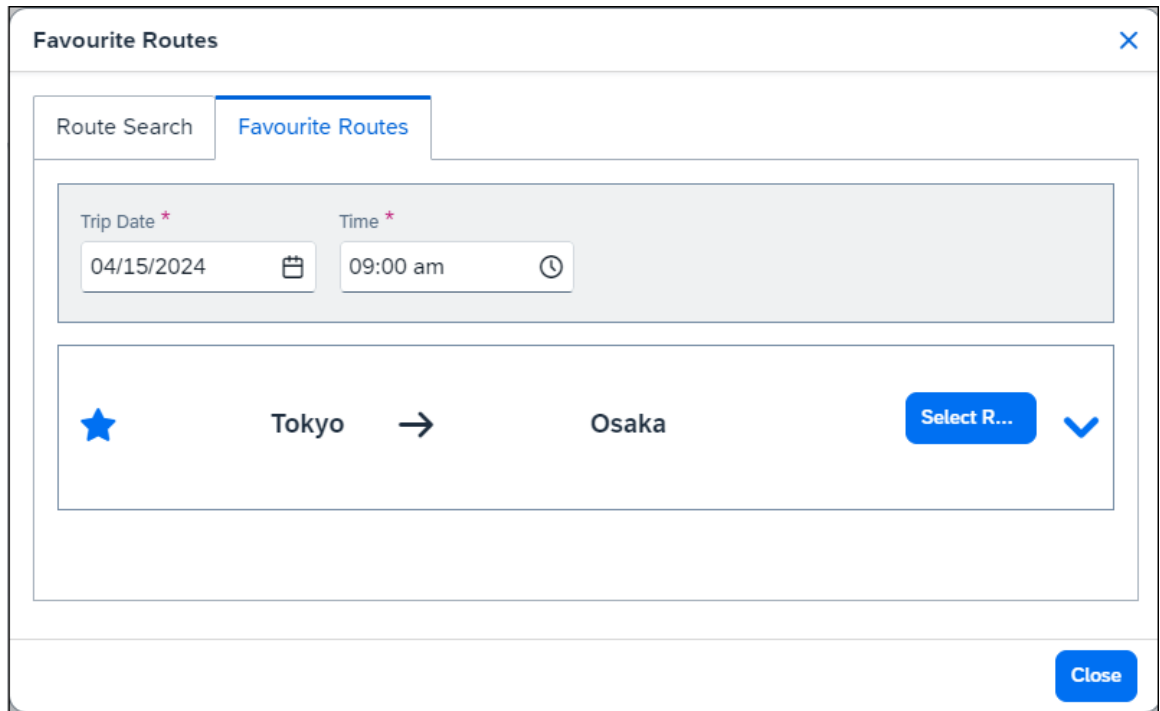 Favourite Routes
Route Search Favourite Routes
Trip Date * Time *
04/15/2024 09:00 am
Tokyo → Osaka Select R...
Close